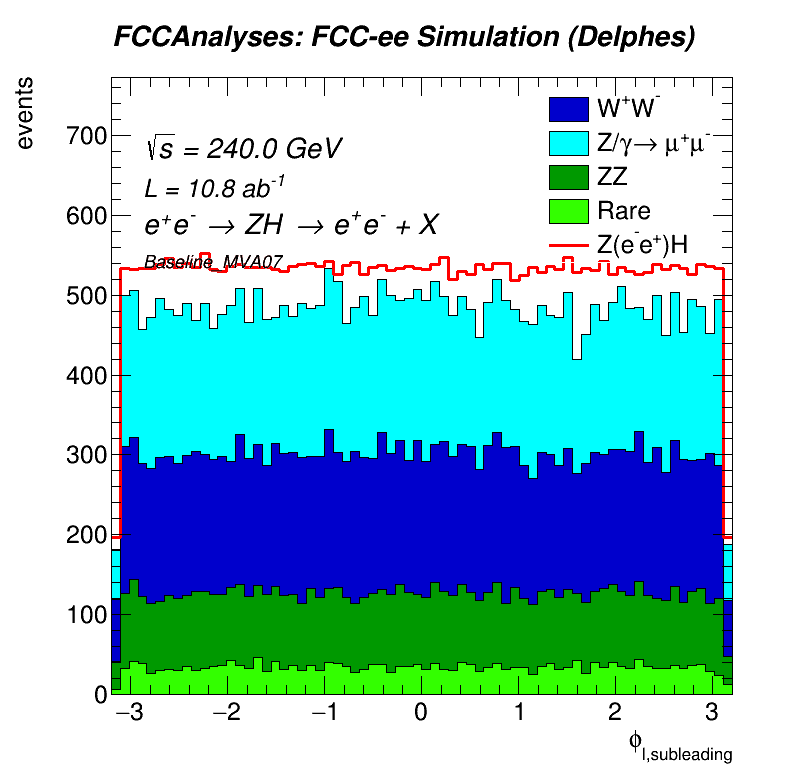 FCCAnalyses: FCC-ee Simulation (Delphes)
events
√s = 240.0 GeV
L = 10.8 ab⁻¹
e⁺e⁻ → ZH → e⁺e⁻ + X
Baseline_MVA07
W⁺W⁻
Z/γ→ μ⁺μ⁻
ZZ
Rare
Z(e⁻e⁺)H
700
600
500
400
300
200
100
0
−3 −2 −1 0 1 2 3
ϕl,subleading